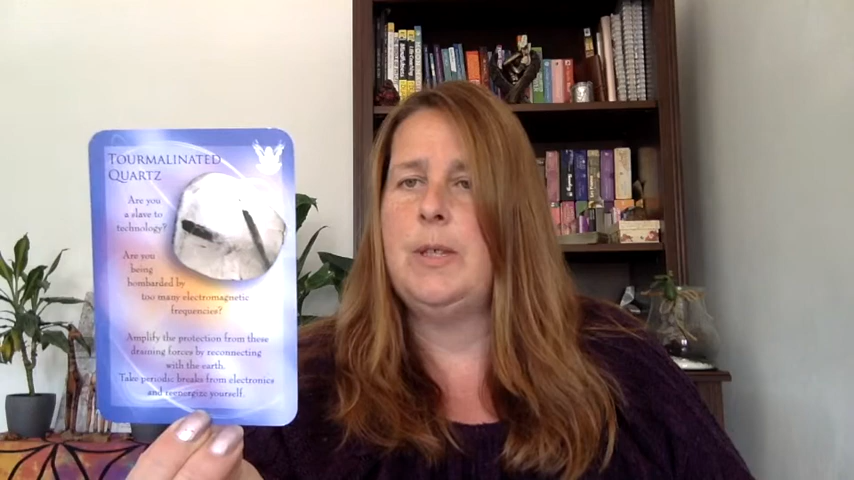 TOURMALINATED
QUARTZ
Are you
a slave to
technology?
Are you
being
bombarded by
too many electromagnetic
frequencies?
Amplify the protection from these
draining forces by reconnecting
with the earth.
Take periodic breaks from electronics
and reenergize yourself.